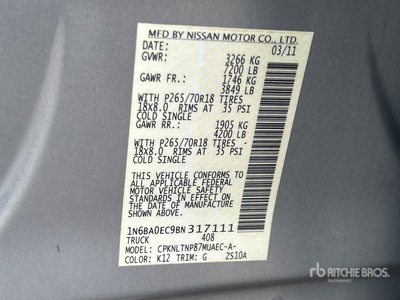 MFD BY NISSAN MOTOR CO., LTD.
DATE: 03/11
GVWR: 3266 KG
7200 LB
GAWR FR.: 1746 KG
3849 LB
WITH P265/70R18 TIRES
18X8.0 RIMS AT 35 PSI
COLD SINGLE
GAWR RR.: 1905 KG
4200 LB
WITH P265/70R18 TIRES
18X8.0 RIMS AT 35 PSI
COLD SINGLE
THIS VEHICLE CONFORMS TO
ALL APPLICABLE FEDERAL
MOTOR VEHICLE SAFETY
STANDARDS IN EFFECT ON
THE DATE OF MANUFACTURE
SHOWN ABOVE.
1N6BA0EC9BN 317111
TRUCK 408
MODEL: CPKNLTNP87MUAEC-A-
COLOR: K12 TRIM: G ZS10A
rb
RITCHIE BROS.
Auctioneers